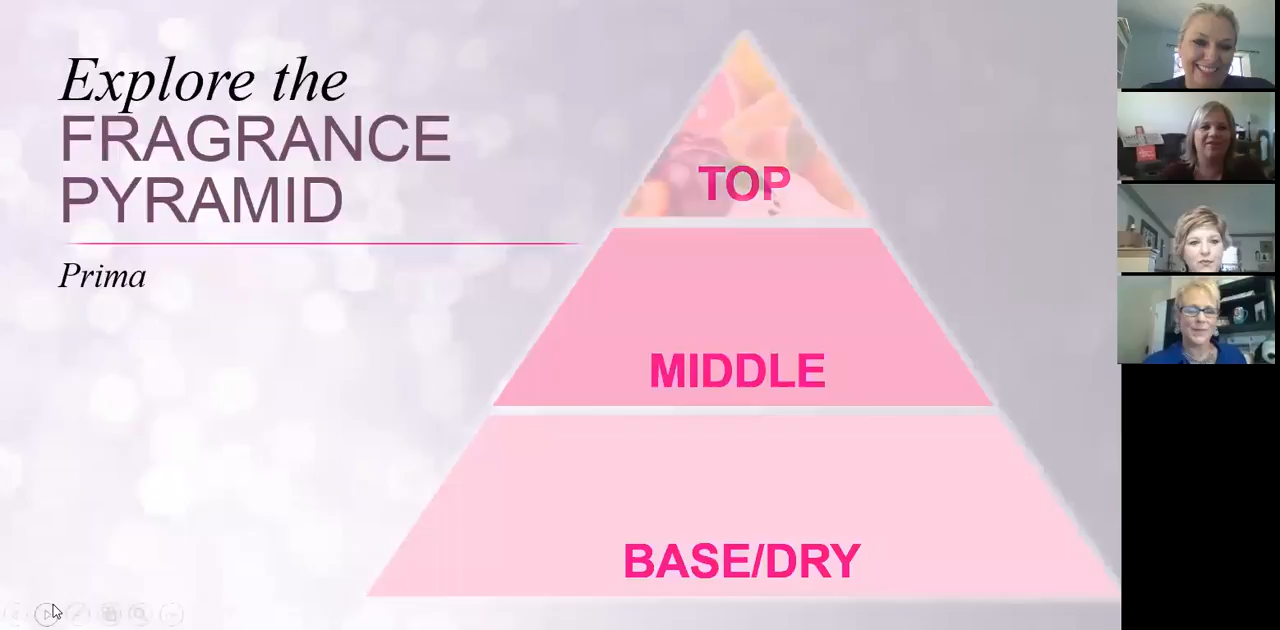 Explore the
FRAGRANCE
PYRAMID
Prima
TOP
MIDDLE
BASE/DRY